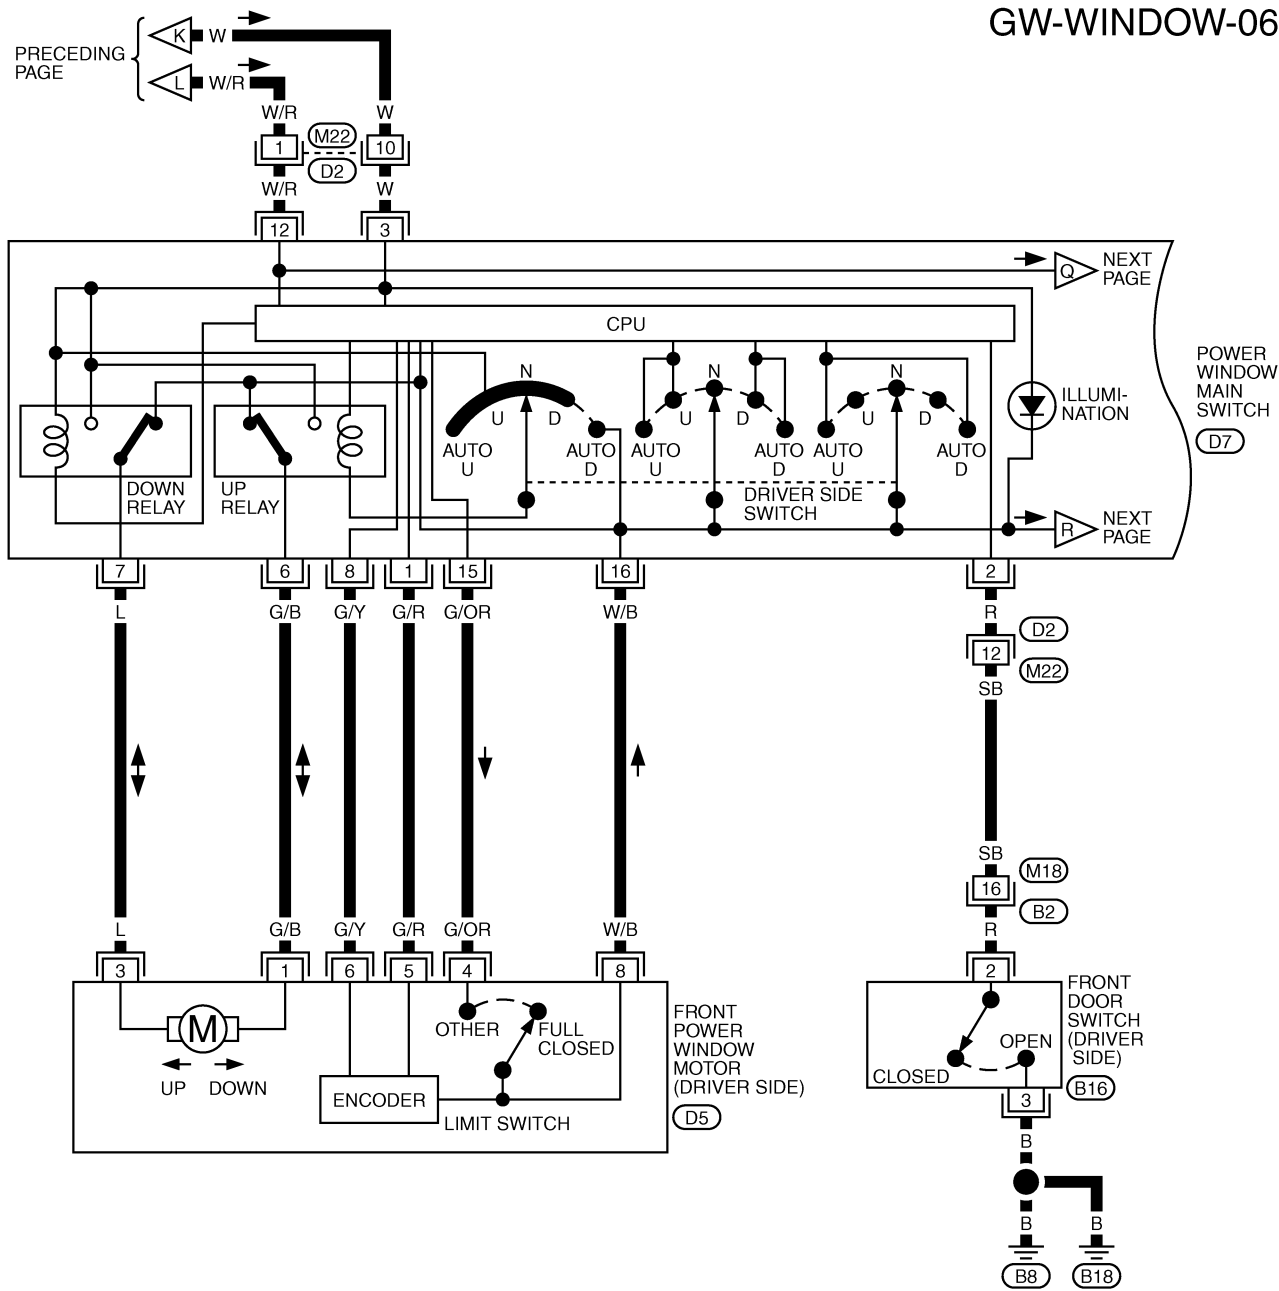 GW-WINDOW-06
PRECEDING
PAGE
K
W
L
W/R
W/R
W
1
M22
10
D2
W/R
W
12
3
Q
NEXT
PAGE
CPU
POWER
WINDOW
MAIN
SWITCH
D7
ILLUMI-
NATION
N
U
D
AUTO
U
AUTO
D
N
U
D
AUTO
U
AUTO
D
N
U
D
AUTO
U
AUTO
D
DOWN
RELAY
UP
RELAY
DRIVER SIDE
SWITCH
R
NEXT
PAGE
7
6
8
1
15
16
2
L
G/B
G/Y
G/R
G/OR
W/B
R
D2
12
M22
SB
SB
M18
16
B2
L
G/B
G/Y
G/R
G/OR
W/B
R
3
1
6
5
4
8
2
M
UP
DOWN
ENCODER
OTHER
FULL
CLOSED
LIMIT SWITCH
FRONT
POWER
WINDOW
MOTOR
(DRIVER SIDE)
D5
FRONT
DOOR
SWITCH
(DRIVER
SIDE)
B16
OPEN
CLOSED
3
B
B
B
B8
B18